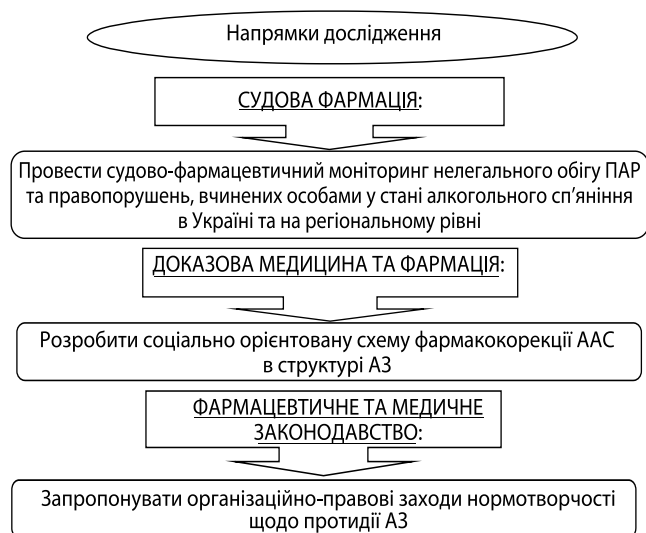 Напрямки дослідження
СУДОВА ФАРМАЦІЯ:
Провести судово-фармацевтичний моніторинг нелегального обігу ПАР
та правопорушень, вчинених особами у стані алкогольного сп’яніння
в Україні та на регіональному рівні
ДОКАЗОВА МЕДИЦИНА ТА ФАРМАЦІЯ:
Розробити соціально орієнтовану схему фармакокорекції ААС
в структурі АЗ
ФАРМАЦЕВТИЧНЕ ТА МЕДИЧНЕ
ЗАКОНОДАВСТВО:
Запропонувати організаційно-правові заходи нормотворчості
щодо протидії АЗ